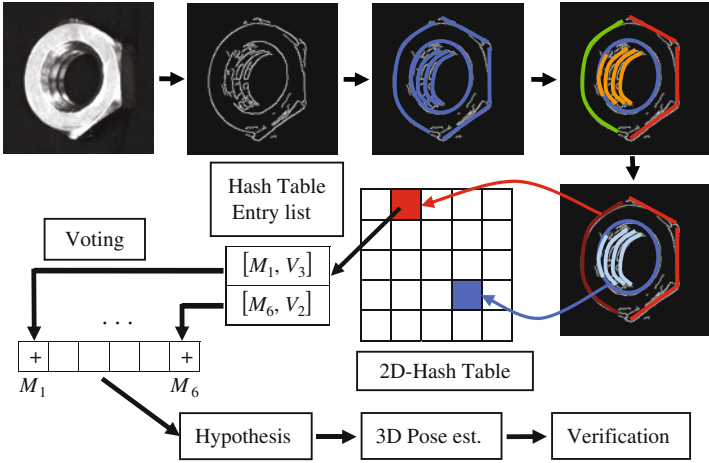 Hash Table
Entry list
Voting
[M₁, V₃]
[M₆, V₂]
. . .
+ +
M₁ M₆
2D-Hash Table
Hypothesis 3D Pose est. Verification